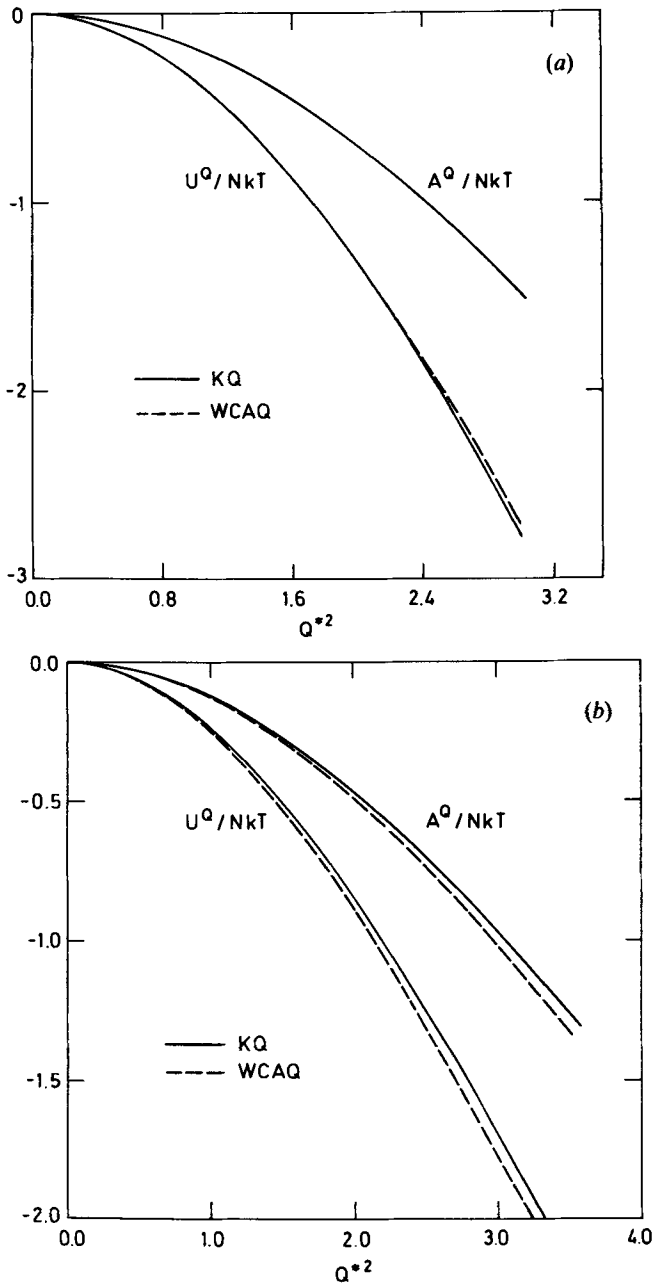 0
(a)
U^Q/NkT
A^Q/NkT
-1
KQ
-2
WCAQ
-3
0.0 0.8 1.6 2.4 3.2
Q*2
0.0
(b)
-0.5
U^Q/NkT
A^Q/NkT
-1.0
KQ
WCAQ
-1.5
-2.0
0.0 1.0 2.0 3.0 4.0
Q*2